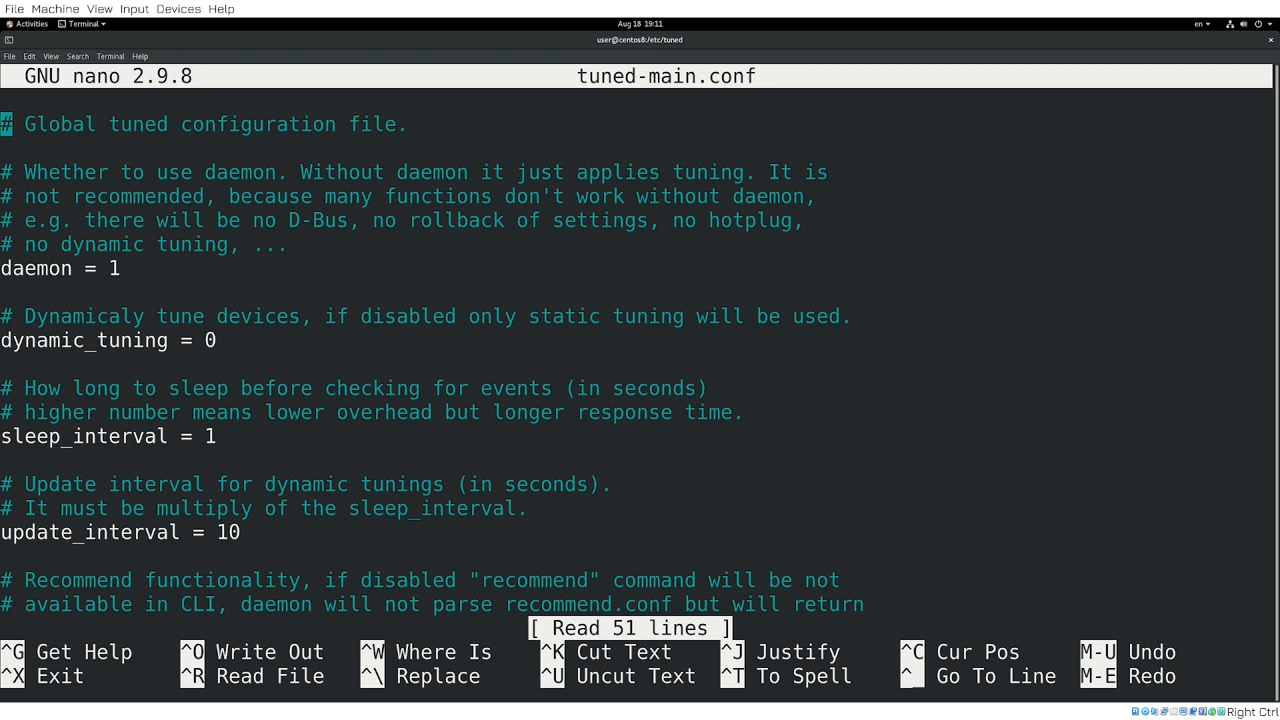 File Machine View Input Devices Help
Activities Terminal Aug 18 19:11 en
user@centos8:/etc/tuned ×
File Edit View Search Terminal Help
GNU nano 2.9.8 tuned-main.conf
# Global tuned configuration file.
# Whether to use daemon. Without daemon it just applies tuning. It is
# not recommended, because many functions don't work without daemon,
# e.g. there will be no D-Bus, no rollback of settings, no hotplug,
# no dynamic tuning, ...
daemon = 1
# Dynamicaly tune devices, if disabled only static tuning will be used.
dynamic_tuning = 0
# How long to sleep before checking for events (in seconds)
# higher number means lower overhead but longer response time.
sleep_interval = 1
# Update interval for dynamic tunings (in seconds).
# It must be multiply of the sleep_interval.
update_interval = 10
# Recommend functionality, if disabled "recommend" command will be not
# available in CLI, daemon will not parse recommend.conf but will return
[ Read 51 lines ]
^G Get Help ^O Write Out ^W Where Is ^K Cut Text ^J Justify ^C Cur Pos M-U Undo
^X Exit ^R Read File ^\ Replace ^U Uncut Text ^T To Spell ^_ Go To Line M-E Redo
Right Ctrl